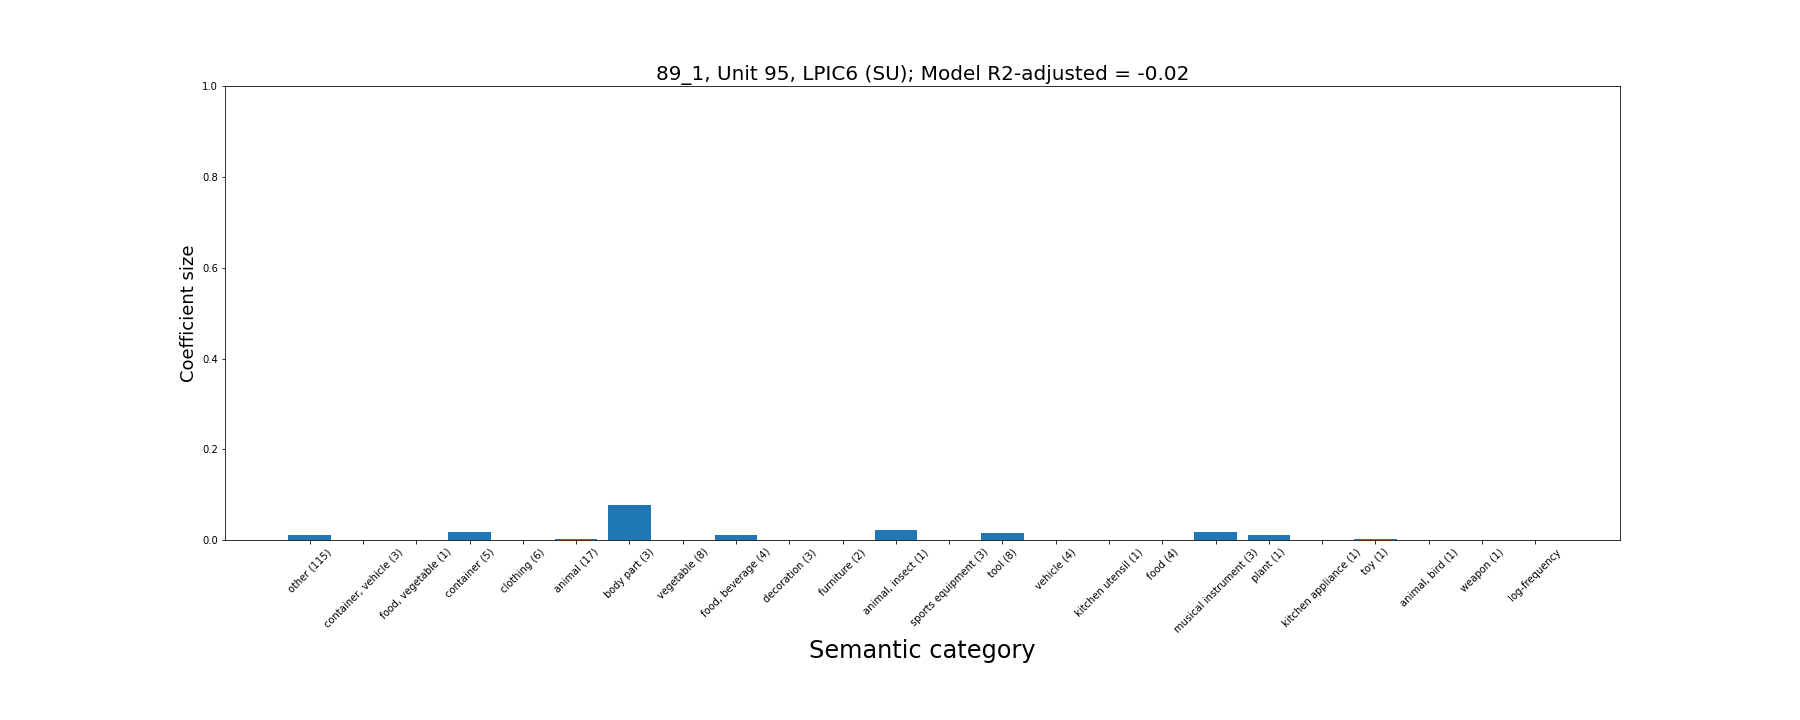 89_1, Unit 95, LPIC6 (SU); Model R2-adjusted = -0.02
1.0
0.8
0.6
0.4
0.2
0.0
Coefficient size
other (115)
container, vehicle (3)
food, vegetable (1)
container (5)
clothing (6)
animal (17)
body part (3)
vegetable (8)
food, beverage (4)
decoration (3)
furniture (2)
animal, insect (1)
sports equipment (3)
tool (8)
vehicle (4)
kitchen utensil (1)
food (4)
musical instrument (3)
plant (1)
kitchen appliance (1)
toy (1)
animal, bird (1)
weapon (1)
log-frequency
Semantic category